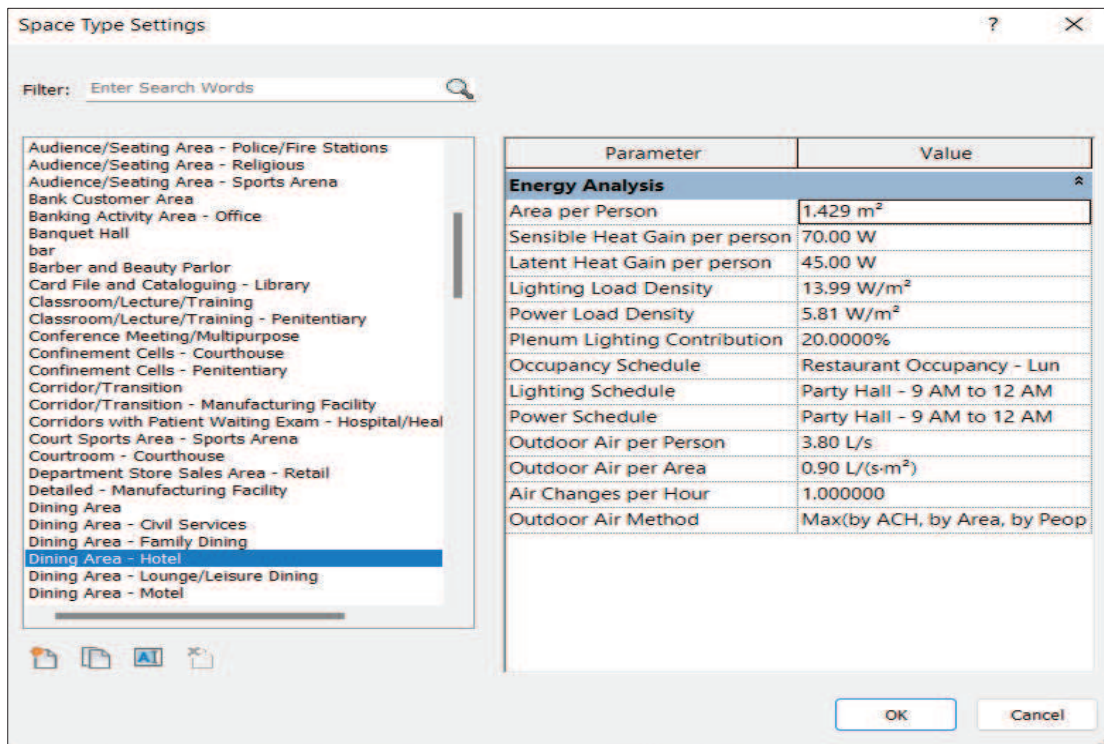 Space Type Settings
?
Filter: Enter Search Words
Audience/Seating Area - Police/Fire Stations
Audience/Seating Area - Religious
Audience/Seating Area - Sports Arena
Bank Customer Area
Banking Activity Area - Office
Banquet Hall
bar
Barber and Beauty Parlor
Card File and Cataloguing - Library
Classroom/Lecture/Training
Classroom/Lecture/Training - Penitentiary
Conference Meeting/Multipurpose
Confinement Cells - Courthouse
Confinement Cells - Penitentiary
Corridor/Transition
Corridor/Transition - Manufacturing Facility
Corridors with Patient Waiting Exam - Hospital/Heal
Court Sports Area - Sports Arena
Courtroom - Courthouse
Department Store Sales Area - Retail
Detailed - Manufacturing Facility
Dining Area
Dining Area - Civil Services
Dining Area - Family Dining
Dining Area - Hotel
Dining Area - Lounge/Leisure Dining
Dining Area - Motel
AI
Parameter Value
Energy Analysis
Area per Person 1.429 m²
Sensible Heat Gain per person 70.00 W
Latent Heat Gain per person 45.00 W
Lighting Load Density 13.99 W/m²
Power Load Density 5.81 W/m²
Plenum Lighting Contribution 20.0000%
Occupancy Schedule Restaurant Occupancy - Lun
Lighting Schedule Party Hall - 9 AM to 12 AM
Power Schedule Party Hall - 9 AM to 12 AM
Outdoor Air per Person 3.80 L/s
Outdoor Air per Area 0.90 L/(s·m²)
Air Changes per Hour 1.000000
Outdoor Air Method Max(by ACH, by Area, by Peop
OK Cancel